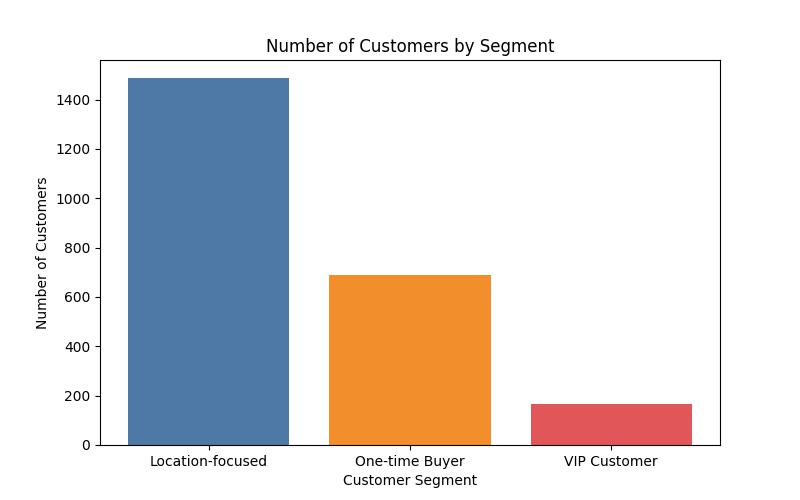 Number of Customers by Segment
Number of Customers
1400
1200
1000
800
600
400
200
0
Location-focused
One-time Buyer
VIP Customer
Customer Segment